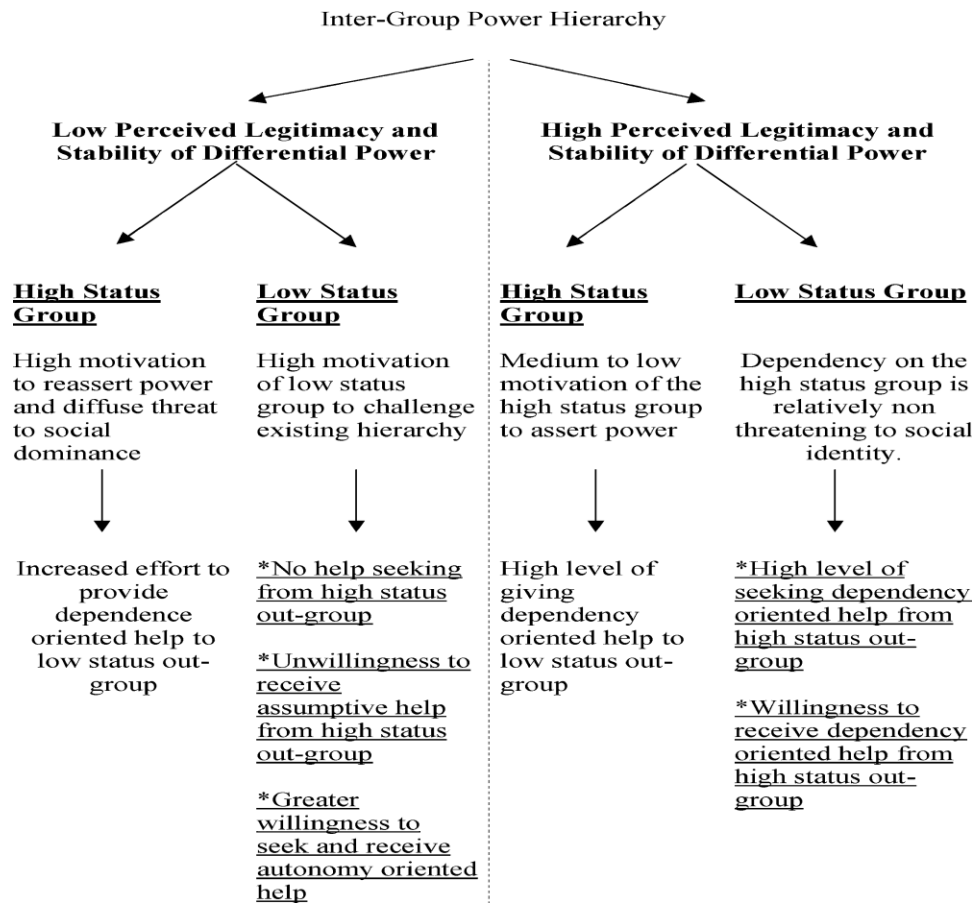 Inter-Group Power Hierarchy
Low Perceived Legitimacy and
Stability of Differential Power
High Perceived Legitimacy and
Stability of Differential Power
High Status
Group
High motivation
to reassert power
and diffuse threat
to social
dominance
Increased effort to
provide
dependence
oriented help to
low status out-
group
Low Status
Group
High motivation
of low status
group to challenge
existing hierarchy
*No help seeking
from high status
out-group
*Unwillingness to
receive
assumptive help
from high status
out-group
*Greater
willingness to
seek and receive
autonomy oriented
help
High Status
Group
Medium to low
motivation of the
high status group
to assert power
High level of
giving
dependency
oriented help to
low status out-
group
Low Status Group
Dependency on the
high status group is
relatively non
threatening to social
identity.
*High level of
seeking dependency
oriented help from
high status out-
group
*Willingness to
receive dependency
oriented help from
high status out-
group